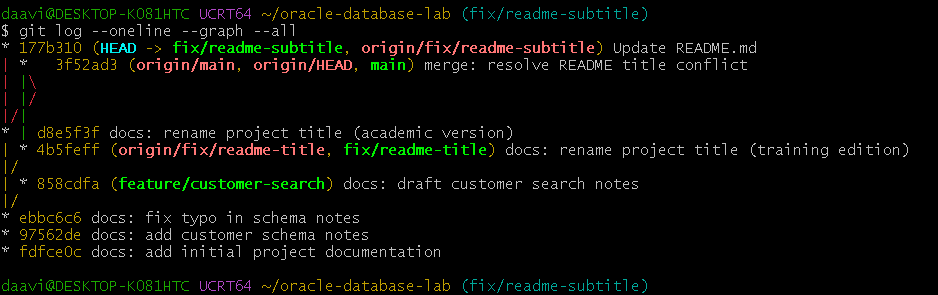 daavi@DESKTOP-K081HTC UCRT64 ~/oracle-database-lab (fix/readme-subtitle)
$ git log --oneline --graph --all
* 177b310 (HEAD -> fix/readme-subtitle, origin/fix/readme-subtitle) Update README.md
| *   3f52ad3 (origin/main, origin/HEAD, main) merge: resolve README title conflict
| |\
| |/
|/|
* | d8e5f3f docs: rename project title (academic version)
| * 4b5feff (origin/fix/readme-title, fix/readme-title) docs: rename project title (training edition)
|/
| * 858cdfa (feature/customer-search) docs: draft customer search notes
|/
* ebbc6c6 docs: fix typo in schema notes
* 97562de docs: add customer schema notes
* fdfce0c docs: add initial project documentation
daavi@DESKTOP-K081HTC UCRT64 ~/oracle-database-lab (fix/readme-subtitle)